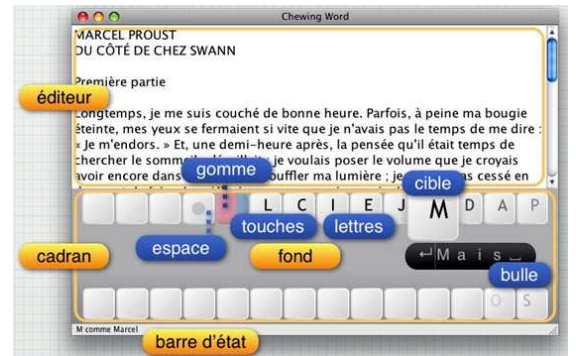 Chewing Word
MARCEL PROUST
DU CÔTÉ DE CHEZ SWANN
Première partie
éditeur
Longtemps, je me suis couché de bonne heure. Parfois, à peine ma bougie
éteinte, mes yeux se fermaient si vite que je n'avais pas le temps de me dire :
« Je m'endors. » Et, une demi-heure après, la pensée qu'il était temps de
chercher le je voulais poser le volume que je croyais
gomme
avoir encore dans ma lumière ; cessé en
cible
L C I E J M D A P
touches lettres
espace
cadran
fond
↵Mais⎵
bulle
O S
M comme Marcel
barre d'état